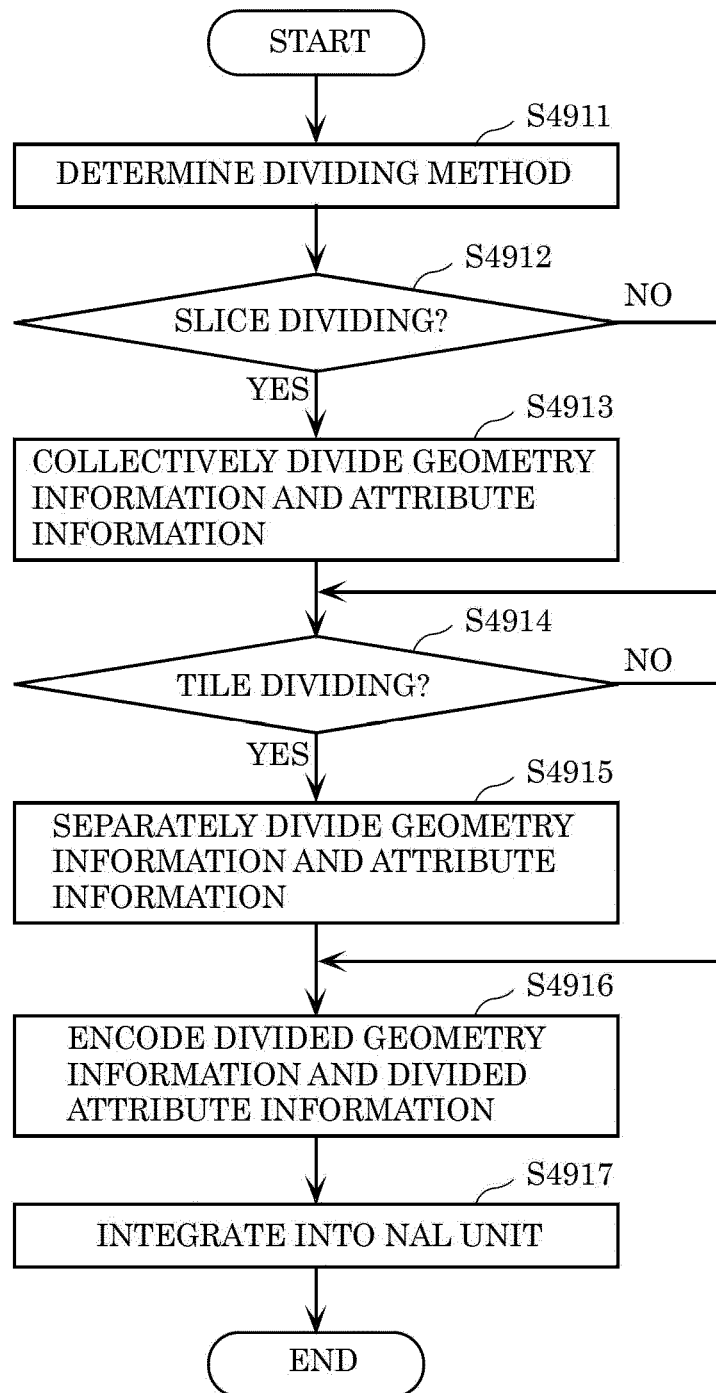 START
S4911
DETERMINE DIVIDING METHOD
S4912
SLICE DIVIDING?
NO
YES
S4913
COLLECTIVELY DIVIDE GEOMETRY
INFORMATION AND ATTRIBUTE
INFORMATION
S4914
TILE DIVIDING?
NO
YES
S4915
SEPARATELY DIVIDE GEOMETRY
INFORMATION AND ATTRIBUTE
INFORMATION
S4916
ENCODE DIVIDED GEOMETRY
INFORMATION AND DIVIDED
ATTRIBUTE INFORMATION
S4917
INTEGRATE INTO NAL UNIT
END